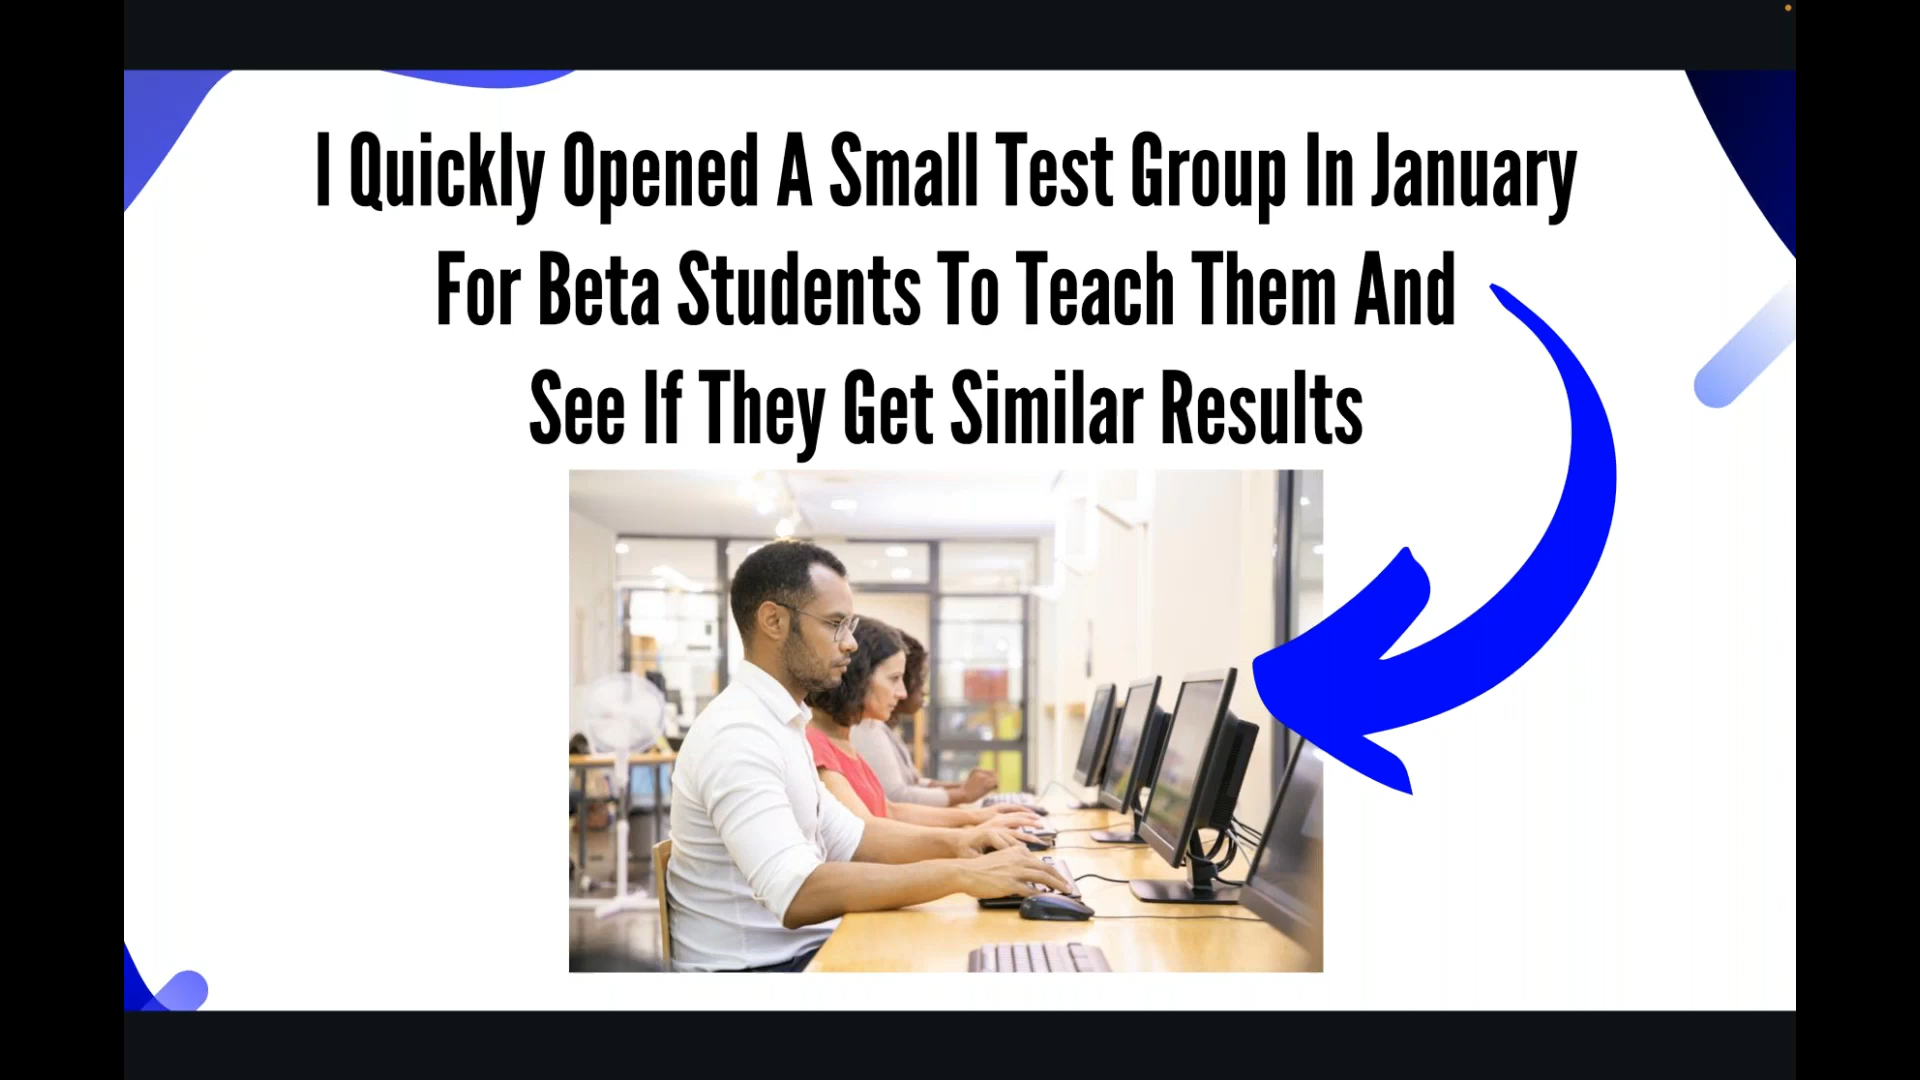 I Quickly Opened A Small Test Group In January
For Beta Students To Teach Them And
See If They Get Similar Results